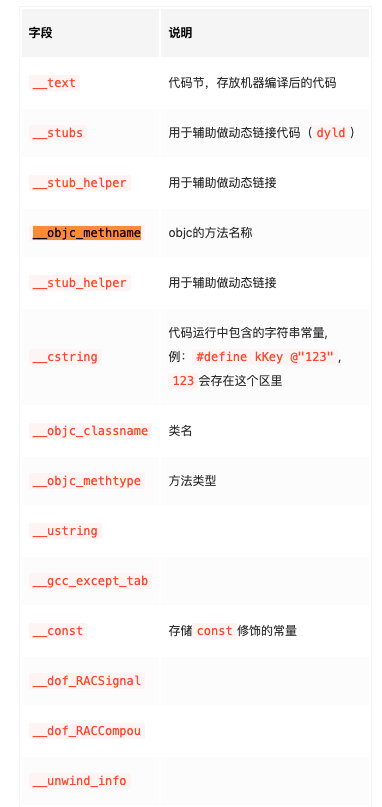 字段 说明
__text 代码节，存放机器编译后的代码
__stubs 用于辅助做动态链接代码（dyld）
__stub_helper 用于辅助做动态链接
__objc_methname objc的方法名称
__stub_helper 用于辅助做动态链接
代码运行中包含的字符串常量,
__cstring 例： #define kKey @"123"，
123 会存在这个区里
__objc_classname 类名
__objc_methtype 方法类型
__ustring
__gcc_except_tab
__const 存储 const 修饰的常量
__dof_RACSignal
__dof_RACCompou
__unwind_info